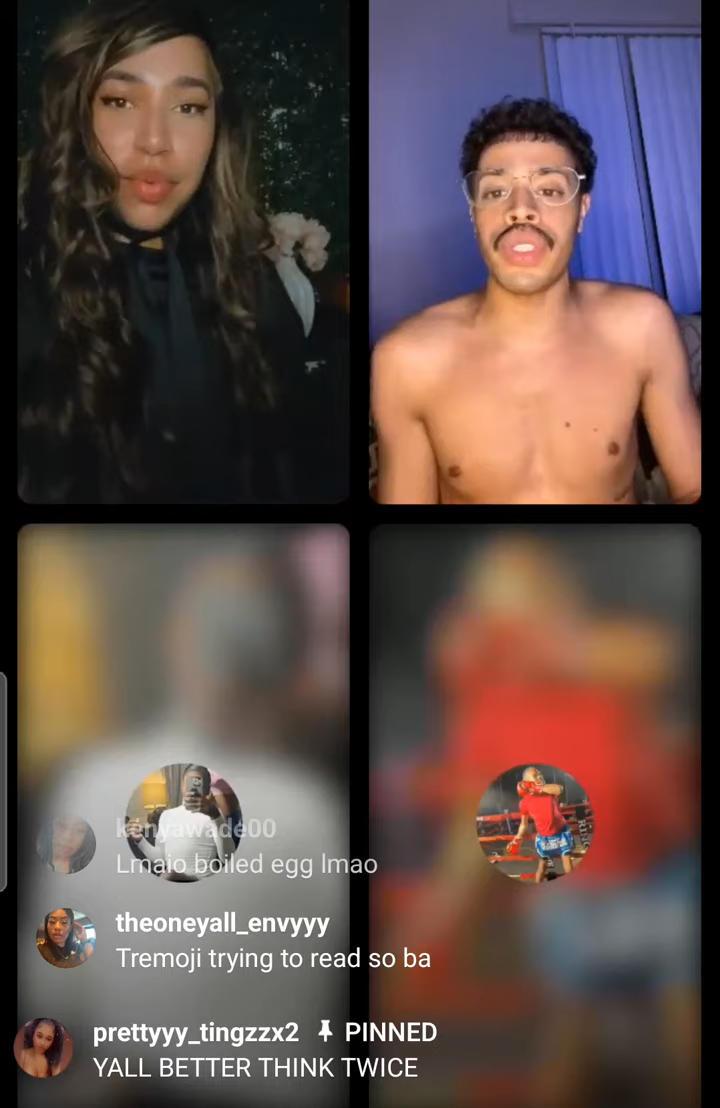 kenyawade00
Lmaio boiled egg lmao
theoneyall_envyyy
Tremoji trying to read so ba
prettyyy_tingzzx2 PINNED
YALL BETTER THINK TWICE